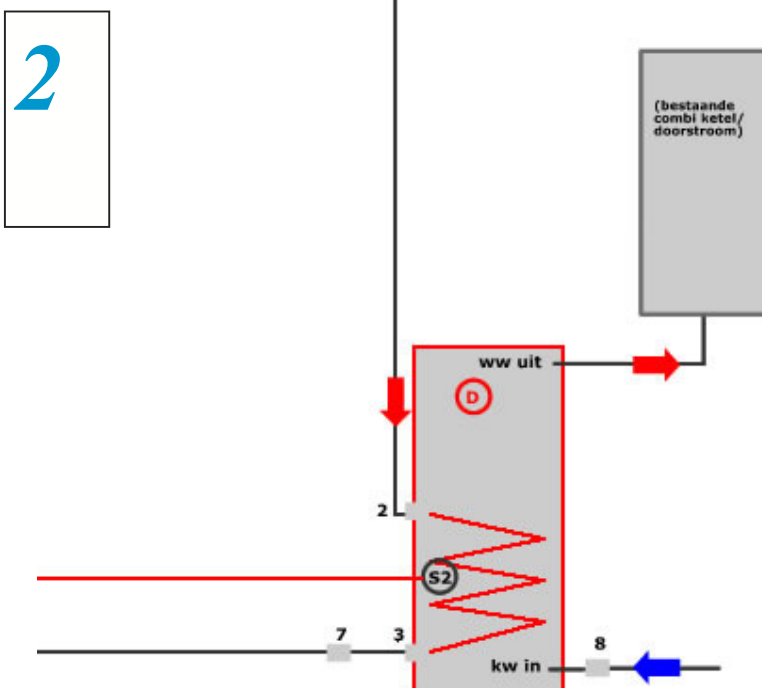 2
(bestaande
combi ketel/
doorstroom)
ww uit
D
2
S2
7
3
8
kw in